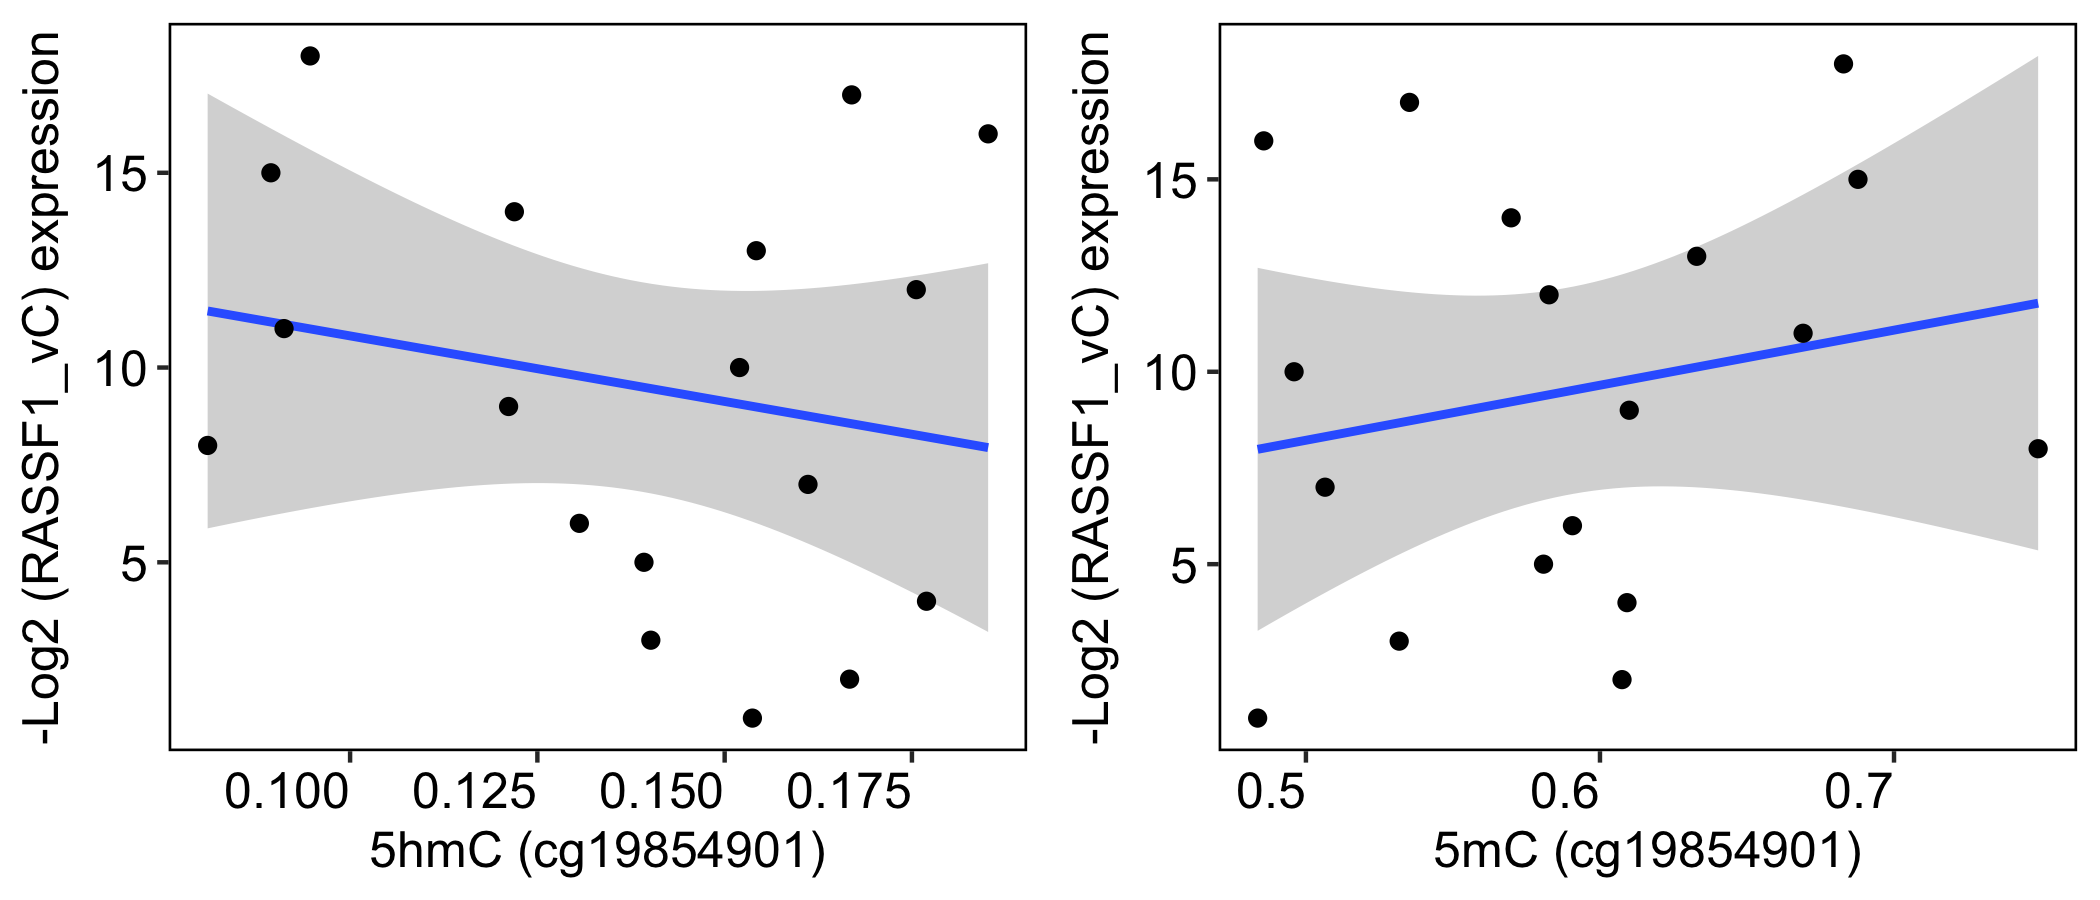 -Log2 (RASSF1_vC) expression
15
10
5
0.100 0.125 0.150 0.175
5hmC (cg19854901)
-Log2 (RASSF1_vC) expression
15
10
5
0.5 0.6 0.7
5mC (cg19854901)